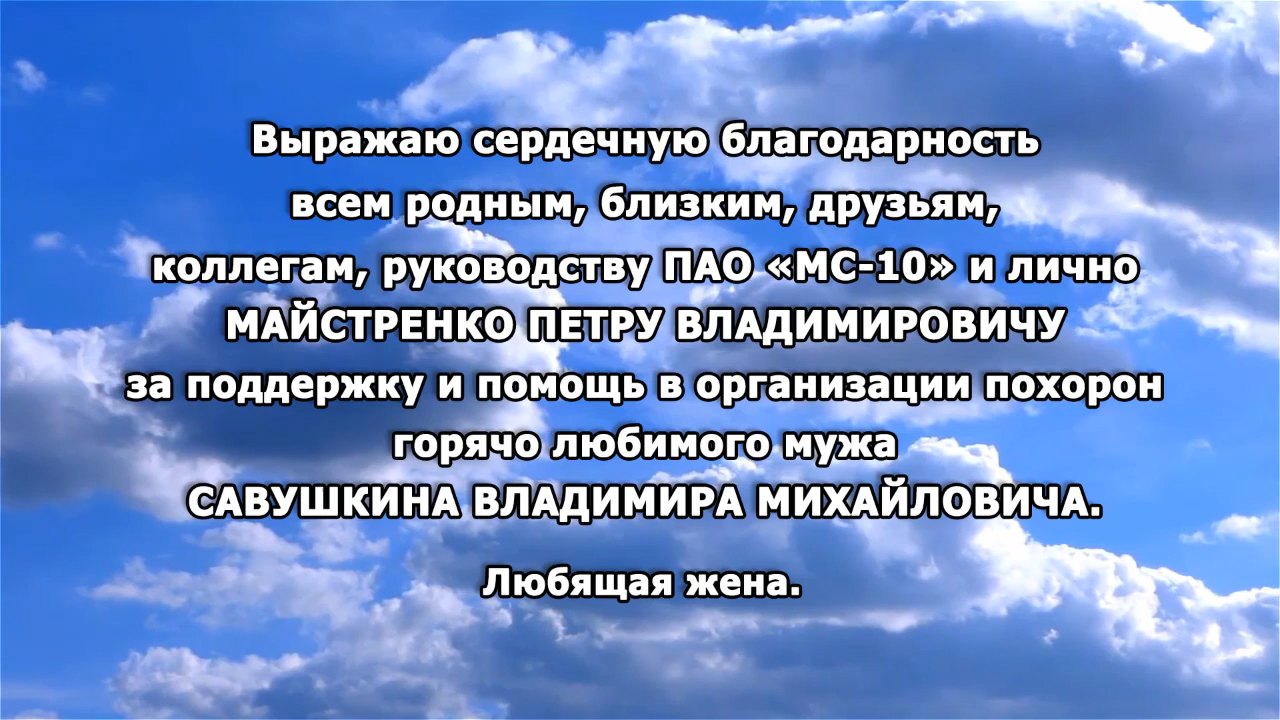 Выражаю сердечную благодарность
всем родным, близким, друзьям,
коллегам, руководству ПАО «МС-10» и лично
МАЙСТРЕНКО ПЕТРУ ВЛАДИМИРОВИЧУ
за поддержку и помощь в организации похорон
горячо любимого мужа
САВУШКИНА ВЛАДИМИРА МИХАЙЛОВИЧА.
Любящая жена.